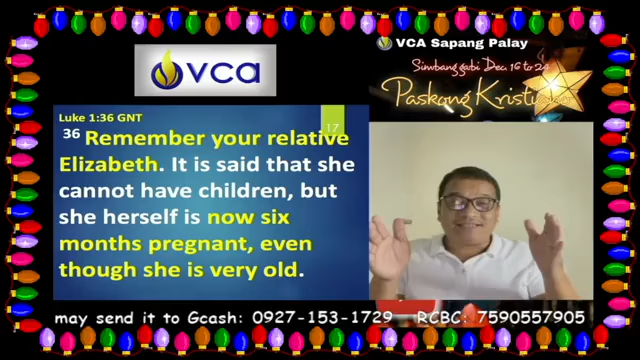 VCA Sapang Palay
Simbang gabi Dec. 16 to 24
Paskong
vca
Luke 1:36 GNT
17
36 Remember your relative
Elizabeth. It is said that she
cannot have children, but
she herself is now six
months pregnant, even
though she is very old.
may send it to Gcash: 0927-153-1729 RCBC: 7590557905